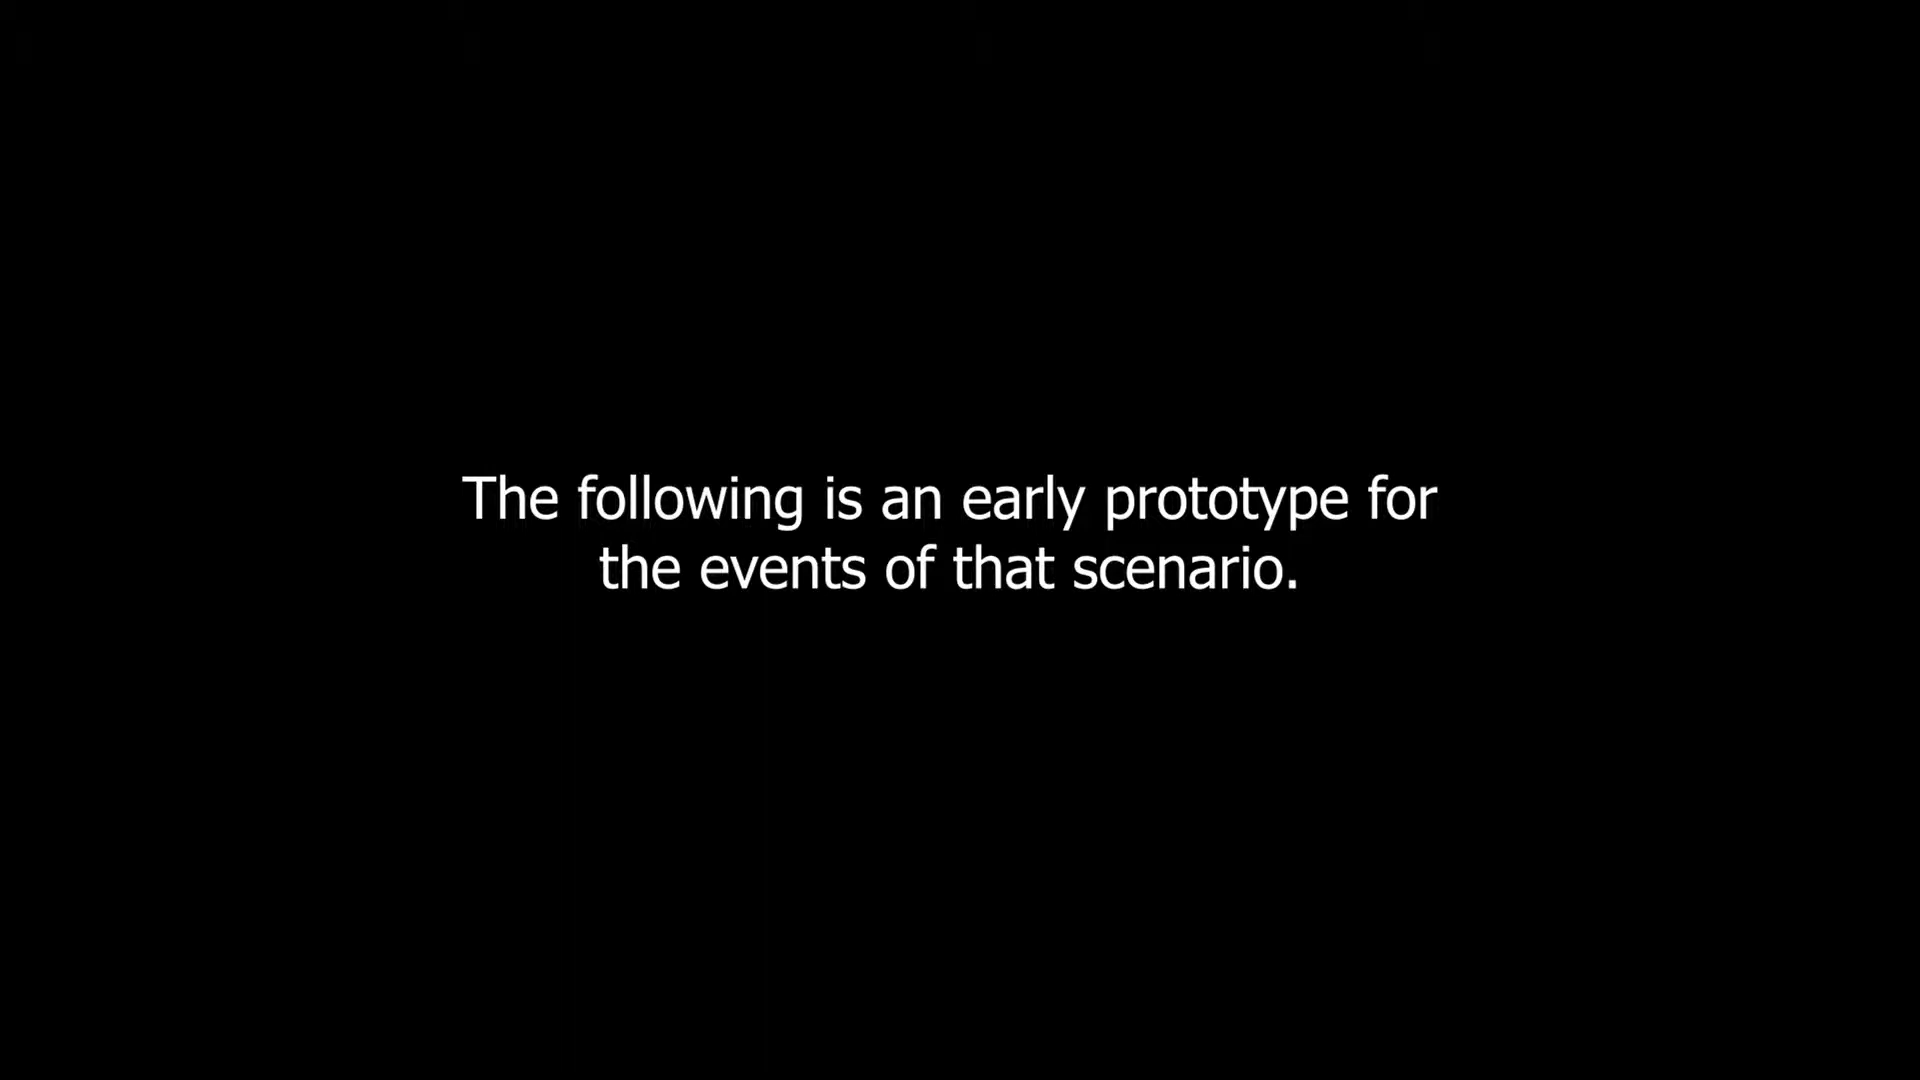 The following is an early prototype for
the events of that scenario.